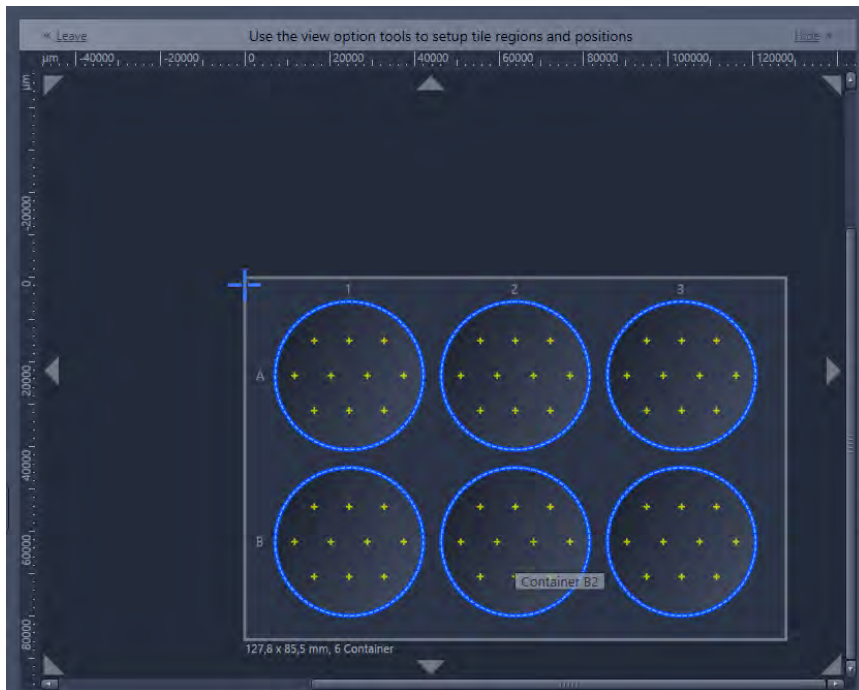 « Leave
Use the view option tools to setup tile regions and positions
Hide »
µm -40000 -20000 0 20000 40000 60000 80000 100000 120000
µm
-20000
0
20000
40000
60000
80000
1 2 3
A
B
Container B2
127,8 x 85,5 mm, 6 Container